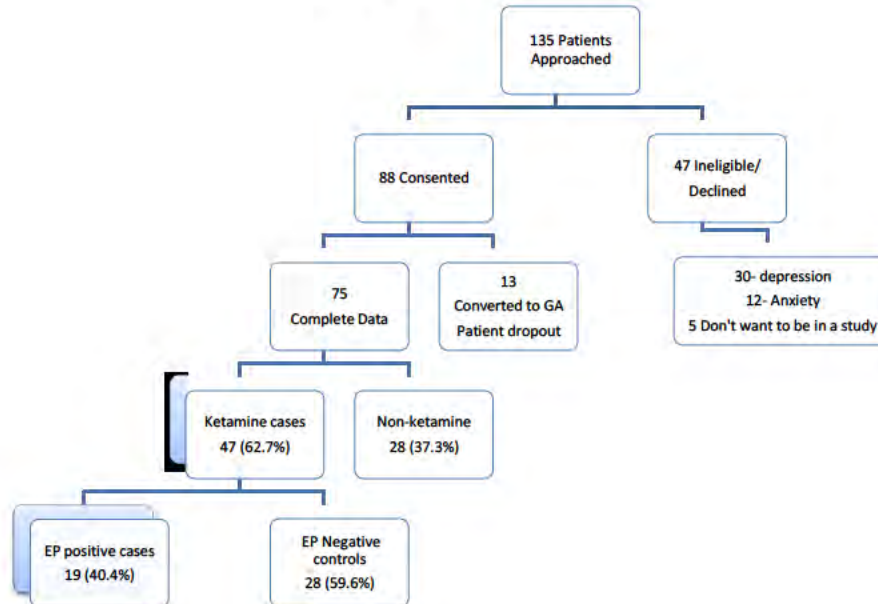 135 Patients
Approached
88 Consented
47 Ineligible/
Declined
75
Complete Data
13
Converted to GA
Patient dropout
30- depression
12- Anxiety
5 Don't want to be in a study
Ketamine cases
47 (62.7%)
Non-ketamine
28 (37.3%)
EP positive cases
19 (40.4%)
EP Negative
controls
28 (59.6%)